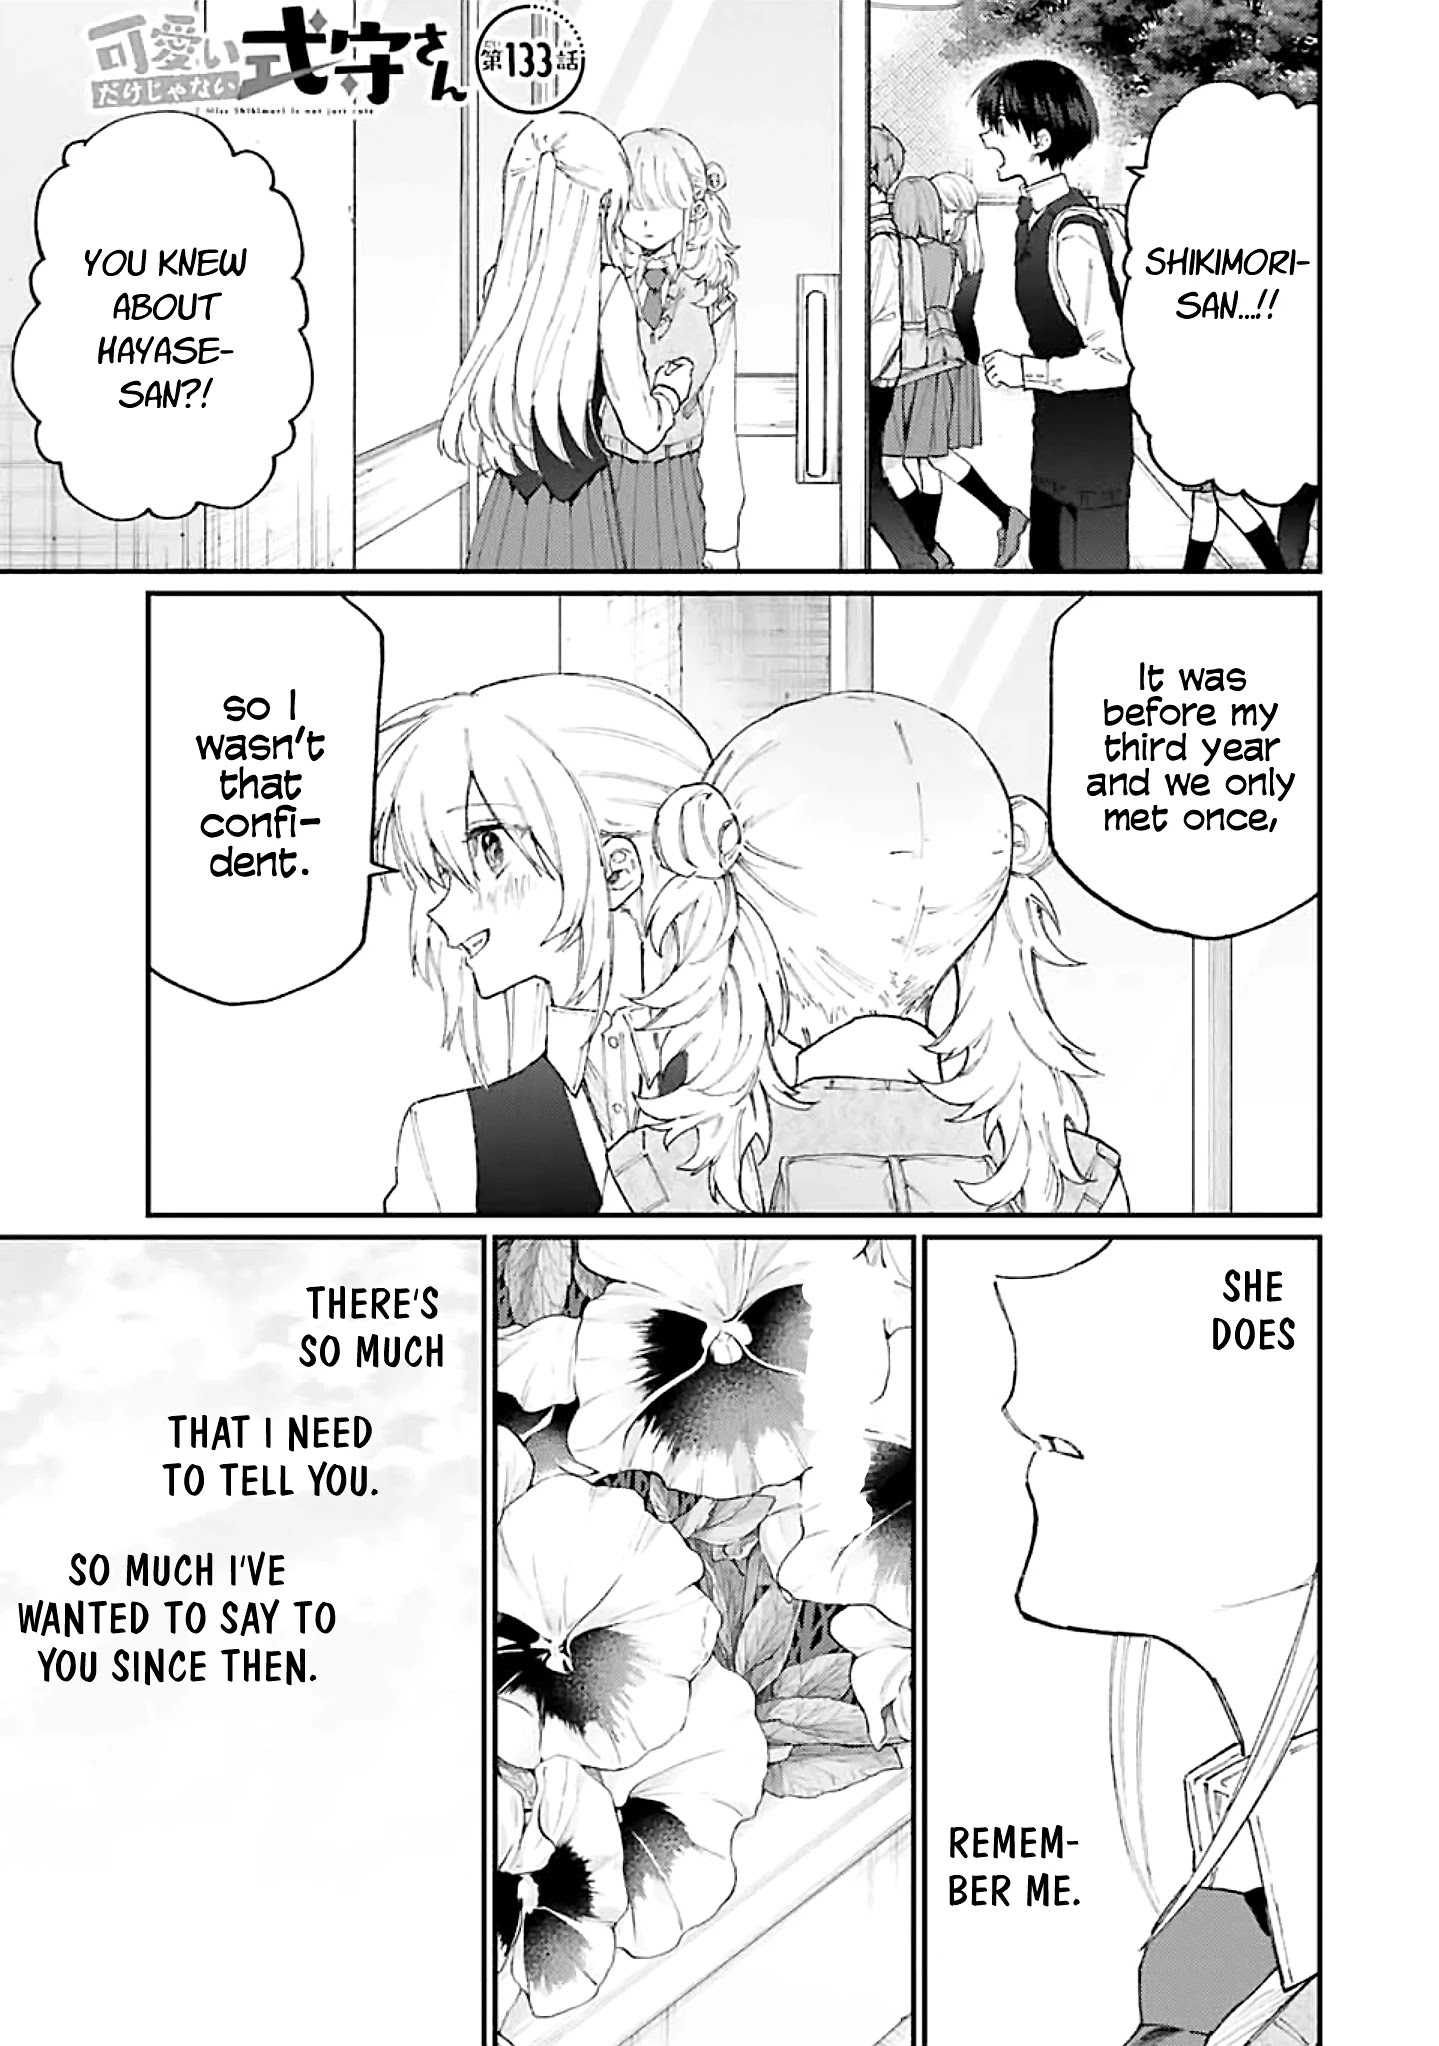 可愛い
だけじゃない
式守さん
Miss Shikimori is not just cute
第133話
だい
わ
SHIKIMORI-
SAN...!!
YOU KNEW
ABOUT
HAYASE-
SAN?!
It was
before my
third year
and we only
met once,
so I
wasn't
that
confi-
dent.
SHE
DOES
REMEM-
BER ME.
THERE'S
SO MUCH
THAT I NEED
TO TELL YOU.
SO MUCH I'VE
WANTED TO SAY TO
YOU SINCE THEN.